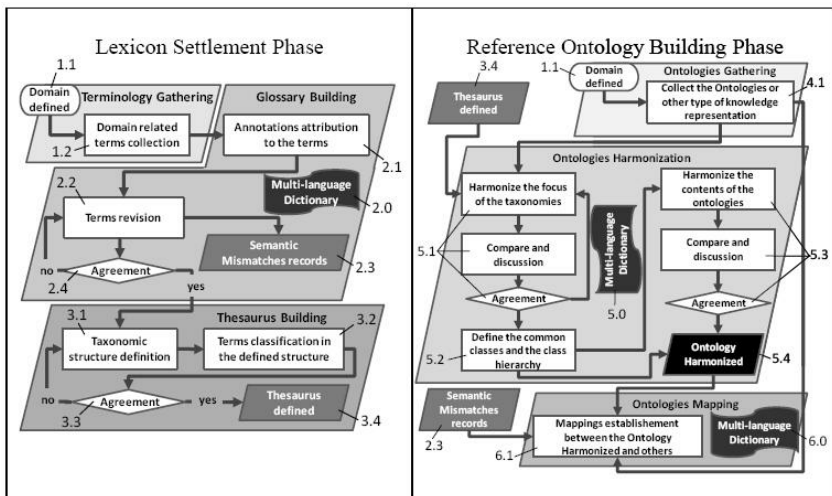 Lexicon Settlement Phase
1.1
Domain
defined
Terminology Gathering
Glossary Building
Domain related
terms collection
1.2
Annotations attribution
to the terms
2.1
2.2
Multi-language
Dictionary
2.0
Terms revision
Semantic
Mismatches records
2.3
no
Agreement
2.4
yes
Thesaurus Building
3.1
3.2
Taxonomic
structure definition
Terms classification in
the defined structure
no
Agreement
yes
3.3
Thesaurus
defined
3.4
Reference Ontology Building Phase
3.4
1.1
Domain
defined
Ontologies Gathering
4.1
Thesaurus
defined
Collect the Ontologies or
other type of knowledge
representation
Ontologies Harmonization
Harmonize the focus of
the taxonomies
Harmonize the
contents of the
ontologies
5.1
Compare and
discussion
Multi-language
Dictionary
Compare and
discussion
5.3
Agreement
5.0
Agreement
5.2
Define the common
classes and the class
hierarchy
Ontology
Harmonized
5.4
Semantic
Mismatches
records
2.3
Ontologies Mapping
Mappings establishement
between the Ontology
Harmonized and others
6.1
Multi-language
Dictionary
6.0